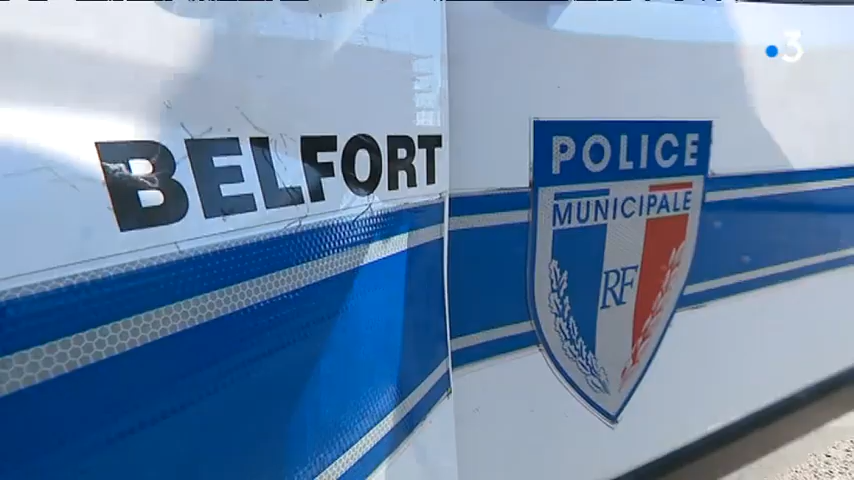 3
BELFORT
POLICE
MUNICIPALE
RF